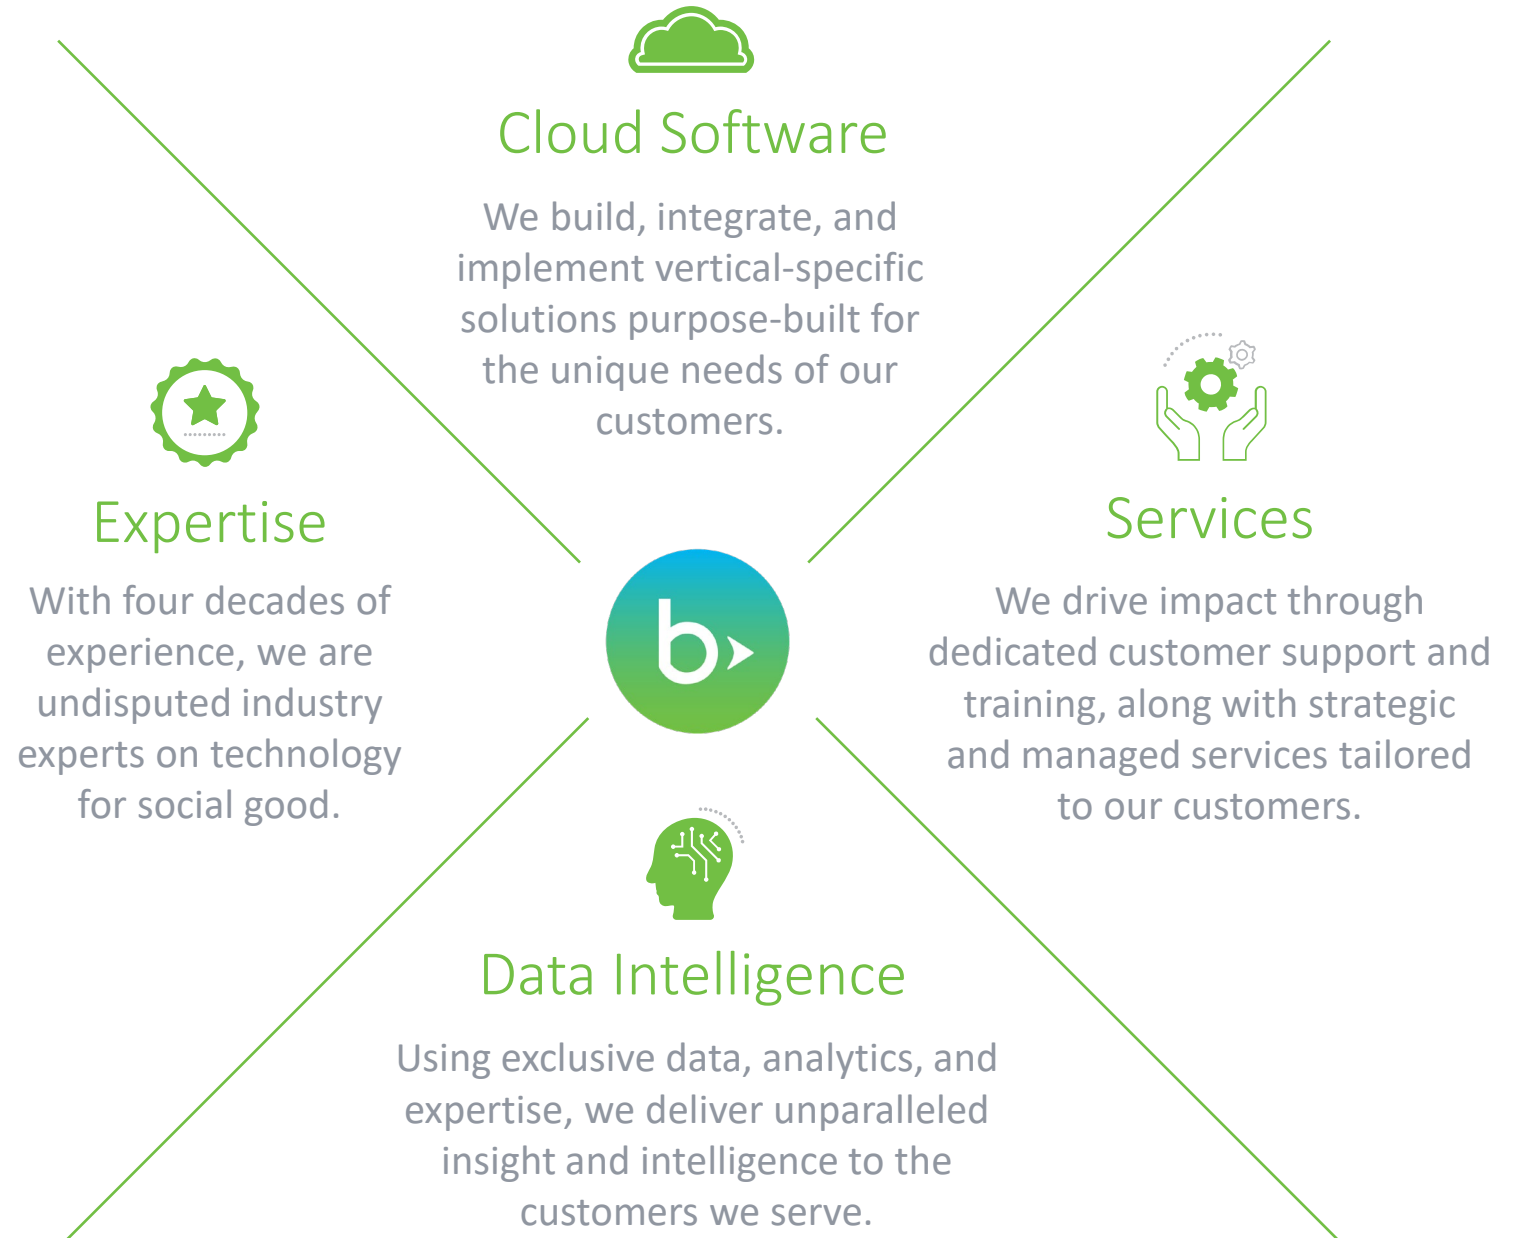 Cloud Software
We build, integrate, and
implement vertical-specific
solutions purpose-built for
the unique needs of our
customers.
Expertise
With four decades of
experience, we are
undisputed industry
experts on technology
for social good.
b
Services
We drive impact through
dedicated customer support and
training, along with strategic
and managed services tailored
to our customers.
Data Intelligence
Using exclusive data, analytics, and
expertise, we deliver unparalleled
insight and intelligence to the
customers we serve.